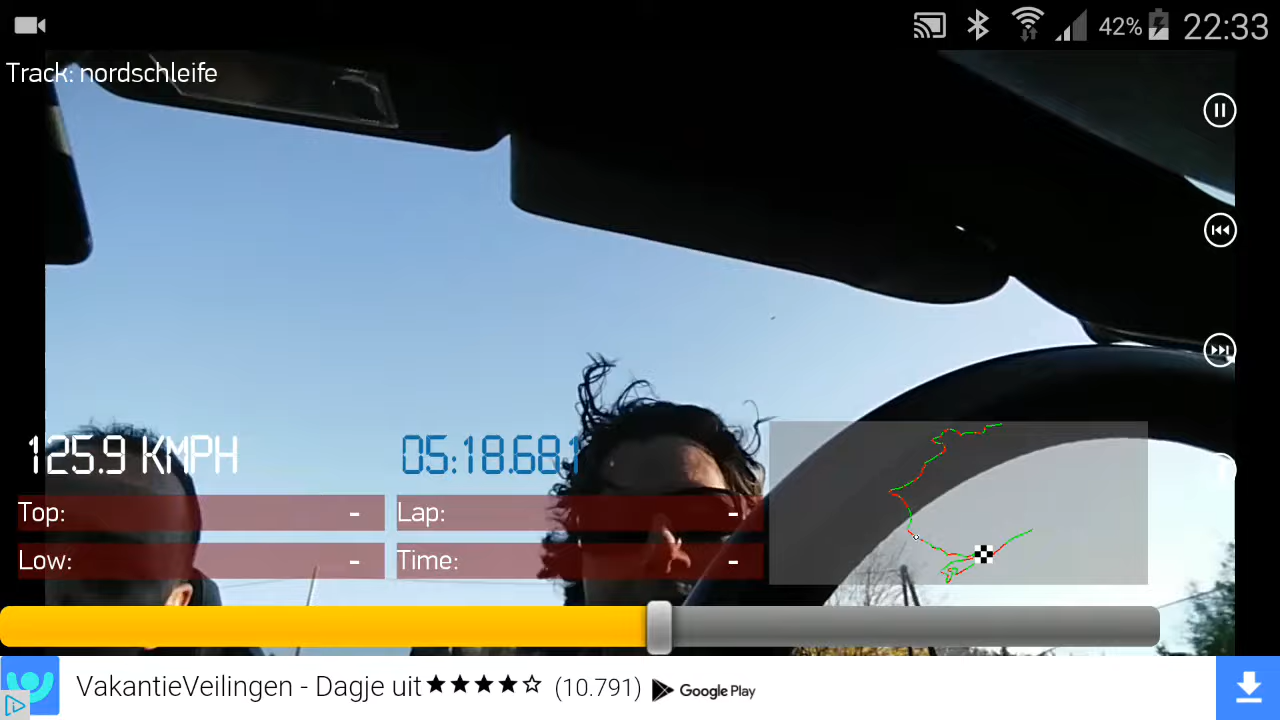 42% 22:33
Track: nordschleife
125.9 KMPH 05:18.681
Top: - Lap: -
Low: - Time: -
VakantieVeilingen - Dagje uit★★★★☆ (10.791) Google Play